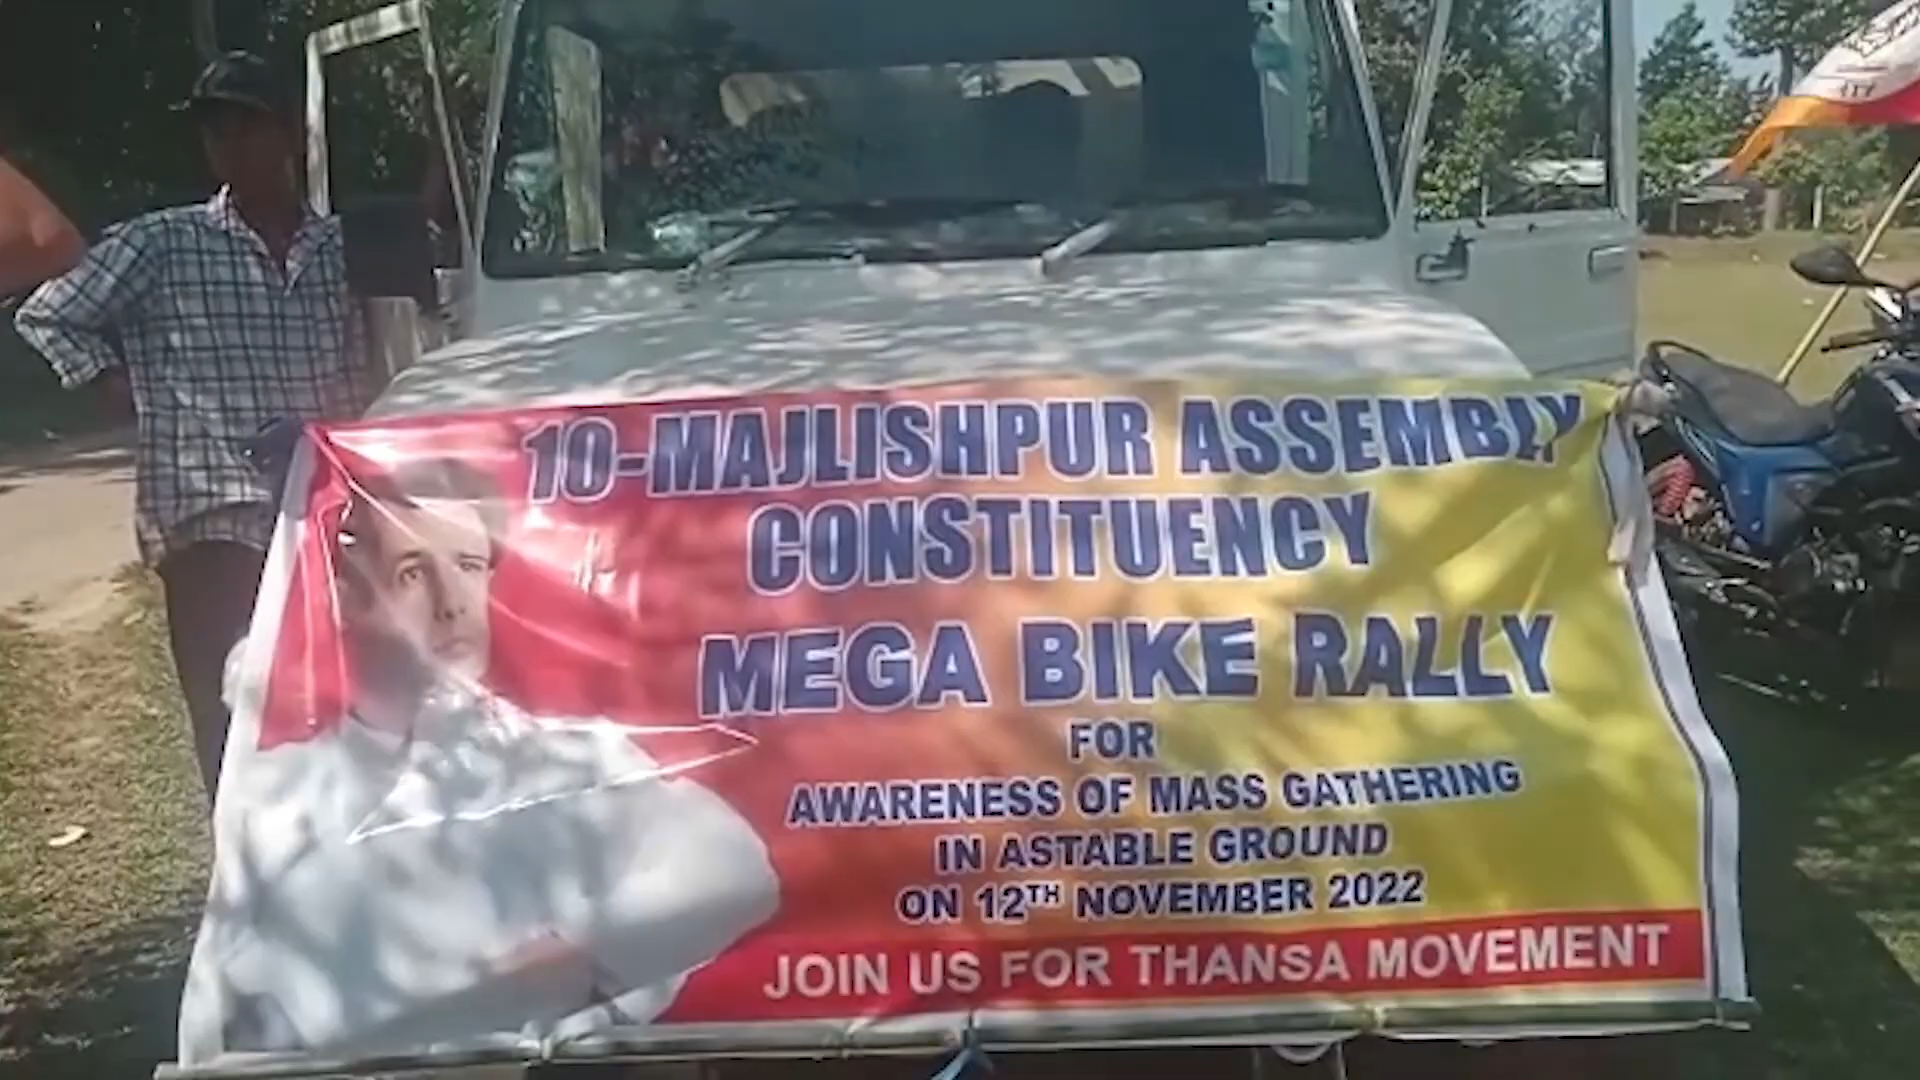 10-MAJLISHPUR ASSEMBLY
CONSTITUENCY
MEGA BIKE RALLY
FOR
AWARENESS OF MASS GATHERING
IN ASTABLE GROUND
ON 12TH NOVEMBER 2022
JOIN US FOR THANSA MOVEMENT